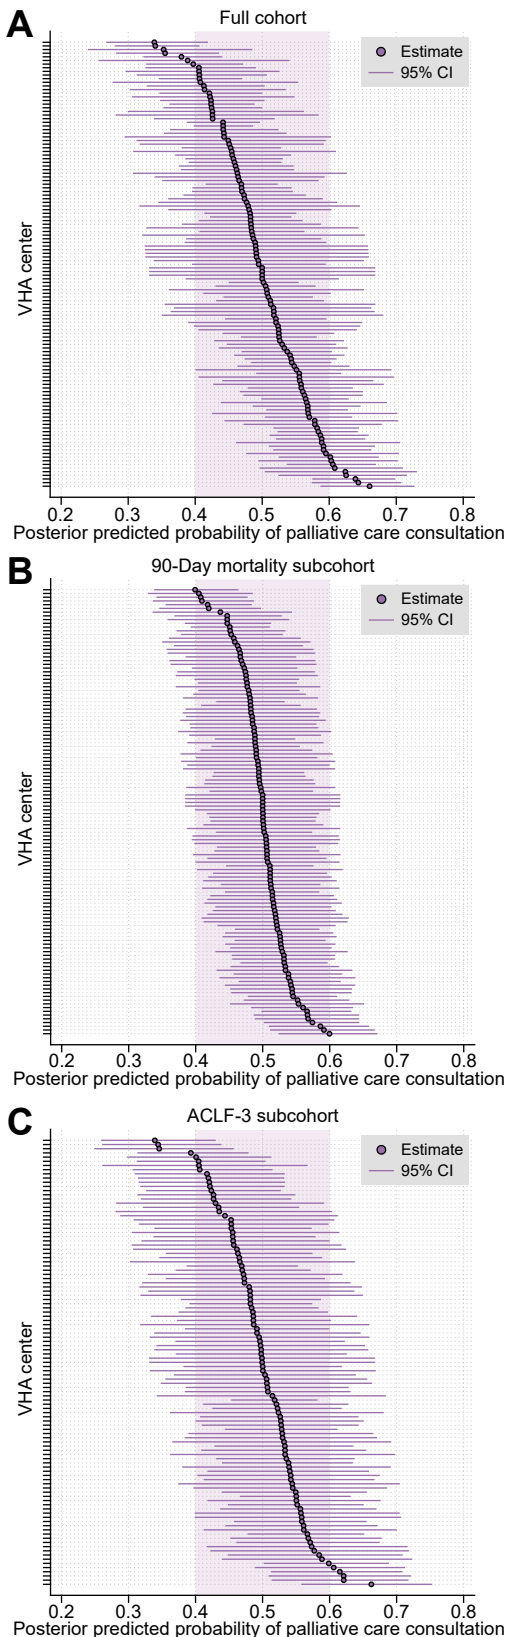 A
Full cohort
Estimate
95% CI
VHA center
0.2 0.3 0.4 0.5 0.6 0.7 0.8
Posterior predicted probability of palliative care consultation
B
90-Day mortality subcohort
Estimate
95% CI
VHA center
0.2 0.3 0.4 0.5 0.6 0.7 0.8
Posterior predicted probability of palliative care consultation
C
ACLF-3 subcohort
Estimate
95% CI
VHA center
0.2 0.3 0.4 0.5 0.6 0.7 0.8
Posterior predicted probability of palliative care consultation